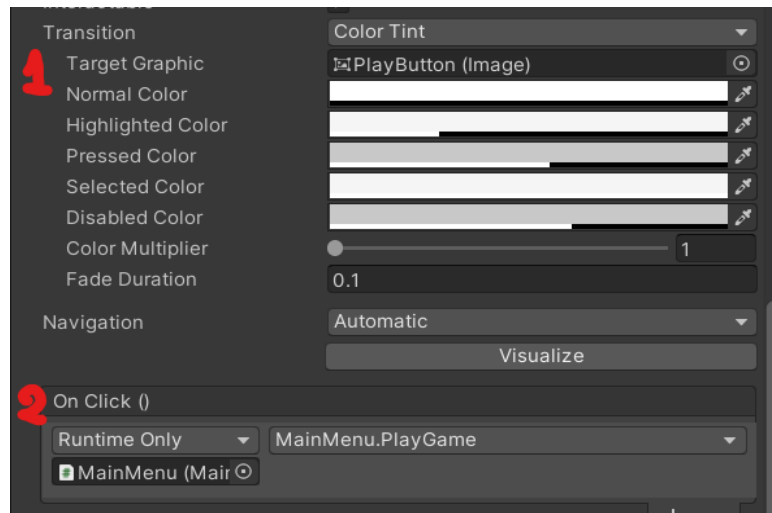 Transition Color Tint
1
Target Graphic PlayButton (Image)
Normal Color
Highlighted Color
Pressed Color
Selected Color
Disabled Color
Color Multiplier 1
Fade Duration 0.1
Navigation Automatic
Visualize
2 On Click ()
Runtime Only MainMenu.PlayGame
MainMenu (Mair